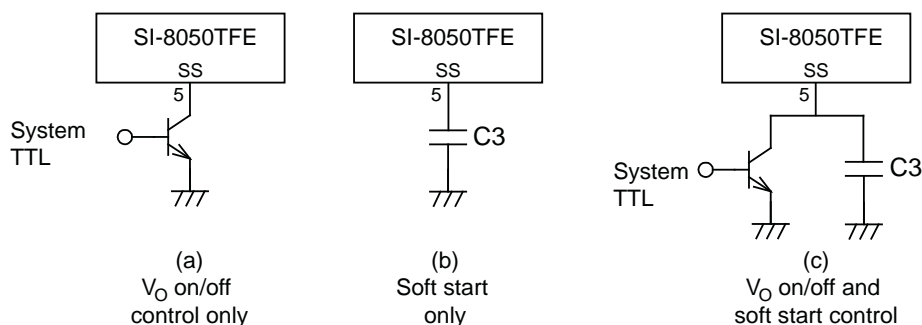 SI-8050TFE
SS
5
System
TTL
(a)
VO on/off
control only
SI-8050TFE
SS
5
C3
(b)
Soft start
only
SI-8050TFE
SS
5
System
TTL
C3
(c)
VO on/off and
soft start control